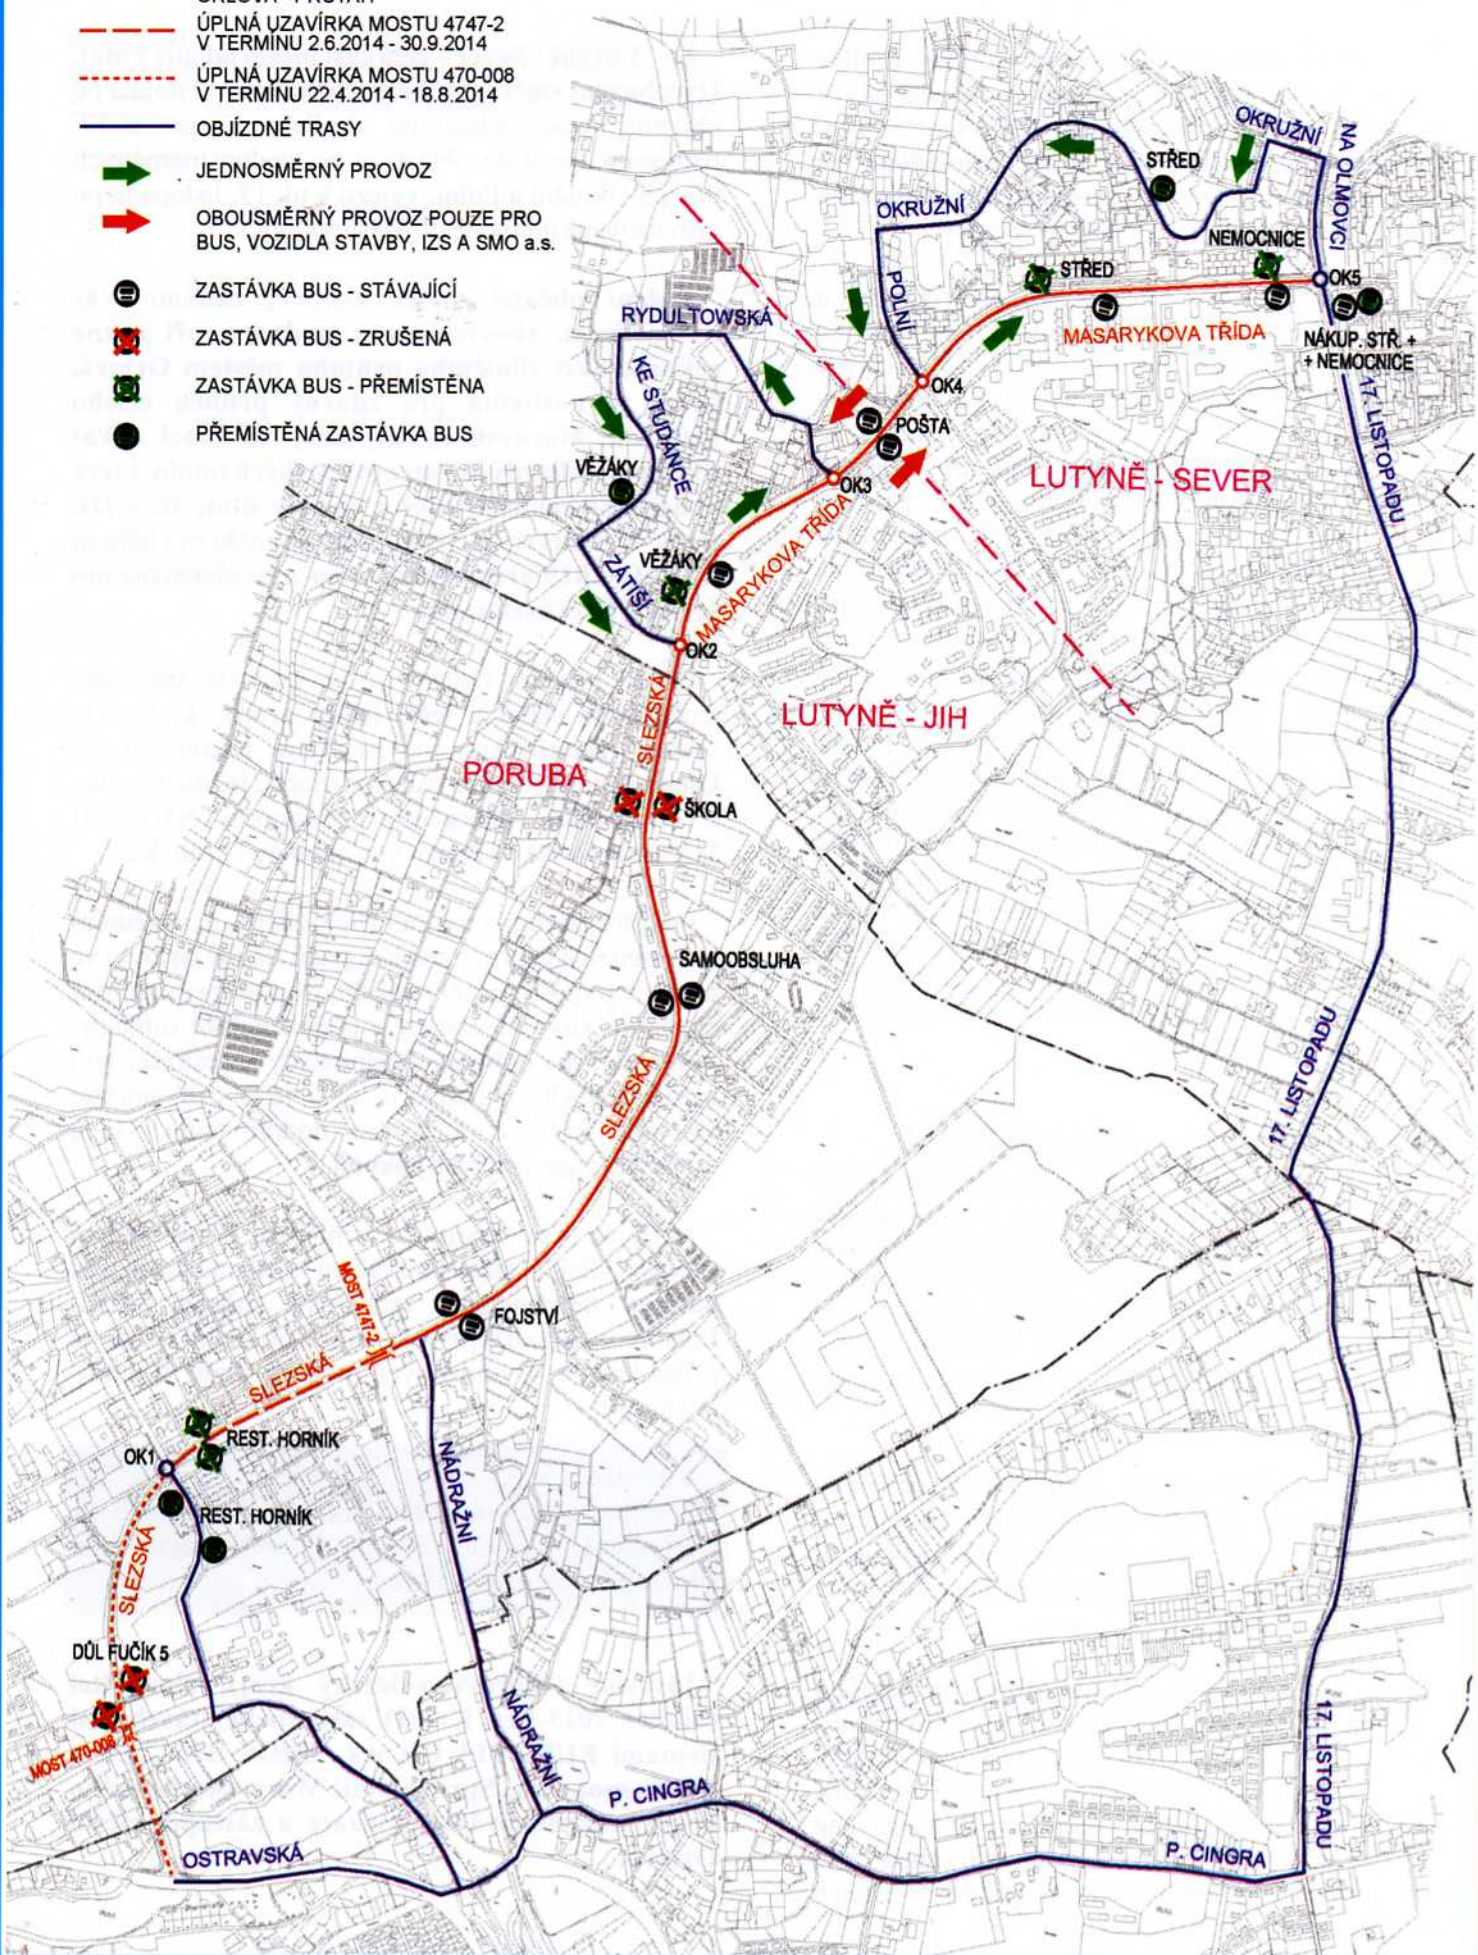 ÚPLNÁ UZAVÍRKA MOSTU 4747-2
V TERMÍNU 2.6.2014 - 30.9.2014
ÚPLNÁ UZAVÍRKA MOSTU 470-008
V TERMÍNU 22.4.2014 - 18.8.2014
OBJÍZDNÉ TRASY
JEDNOSMĚRNÝ PROVOZ
OBOUSMĚRNÝ PROVOZ POUZE PRO
BUS, VOZIDLA STAVBY, IZS A SMO a.s.
ZASTÁVKA BUS - STÁVAJÍCÍ
ZASTÁVKA BUS - ZRUŠENÁ
ZASTÁVKA BUS - PŘEMÍSTĚNA
PŘEMÍSTĚNÁ ZASTÁVKA BUS
OKRUŽNÍ
NA OLMOVCI
STŘED
OKRUŽNÍ
NEMOCNICE
STŘED
OK5
POLNÍ
RYDULTOWSKÁ
MASARYKOVA TŘÍDA
NÁKUP. STŘ. +
+ NEMOCNICE
KE STUDÁNCE
OK4
17. LISTOPADU
POŠTA
VĚŽÁKY
OK3
LUTYNĚ - SEVER
VĚŽÁKY
ZÁTIŠÍ
MASARYKOVA TŘÍDA
OK2
SLEZSKÁ
LUTYNĚ - JIH
PORUBA
ŠKOLA
SAMOOBSLUHA
SLEZSKÁ
17. LISTOPADU
MOST 4747-2
FOJSTVÍ
SLEZSKÁ
REST. HORNÍK
OK1
NÁDRAŽNÍ
REST. HORNÍK
SLEZSKÁ
DŮL FUČÍK 5
MOST 470-008
NÁDRAŽNÍ
17. LISTOPADU
P. CINGRA
OSTRAVSKÁ
P. CINGRA